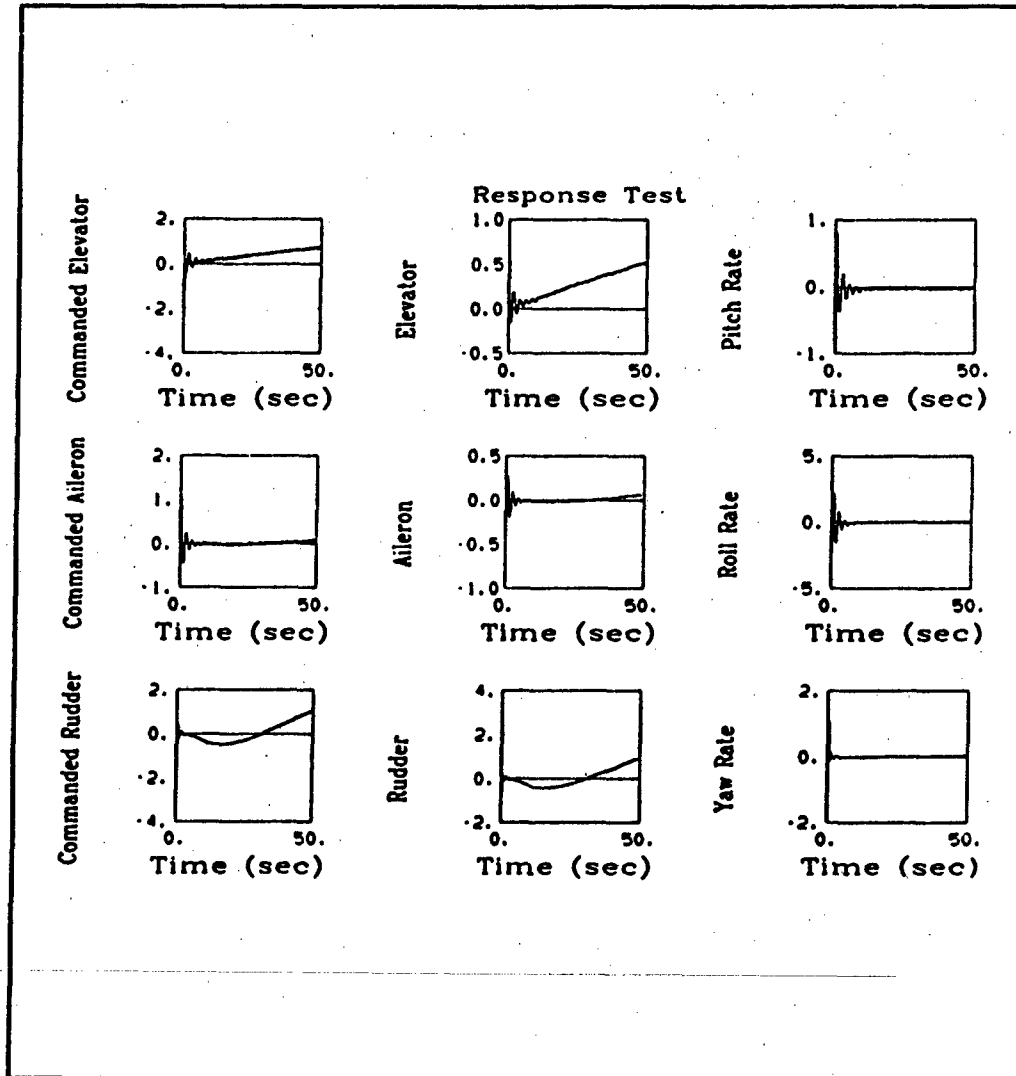 Response Test
Commanded Elevator
2.
0.
-2.
-4.
0. 50.
Time (sec)
Elevator
1.0
0.5
0.0
-0.5
0. 50.
Time (sec)
Pitch Rate
1.
0.
-1.
0. 50.
Time (sec)
Commanded Aileron
2.
1.
0.
-1.
0. 50.
Time (sec)
Aileron
0.5
0.0
-0.5
-1.0
0. 50.
Time (sec)
Roll Rate
5.
0.
-5.
0. 50.
Time (sec)
Commanded Rudder
2.
0.
-2.
-4.
0. 50.
Time (sec)
Rudder
4.
2.
0.
-2.
0. 50.
Time (sec)
Yaw Rate
2.
0.
-2.
0. 50.
Time (sec)